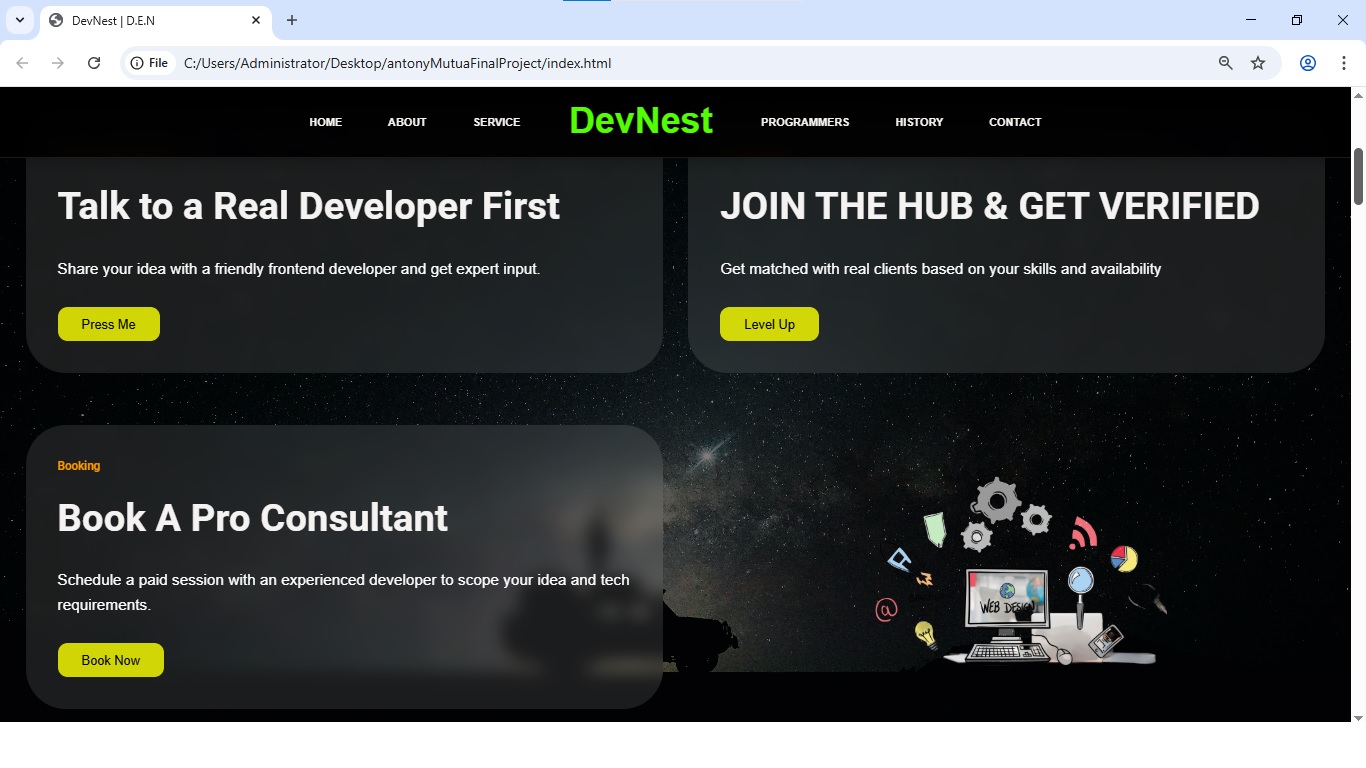 DevNest | D.E.N
File
C:/Users/Administrator/Desktop/antonyMutuaFinalProject/index.html
HOME ABOUT SERVICE DevNest PROGRAMMERS HISTORY CONTACT
Talk to a Real Developer First
Share your idea with a friendly frontend developer and get expert input.
Press Me
JOIN THE HUB & GET VERIFIED
Get matched with real clients based on your skills and availability
Level Up
Booking
Book A Pro Consultant
Schedule a paid session with an experienced developer to scope your idea and tech
requirements.
Book Now
@
WEB DESIGN